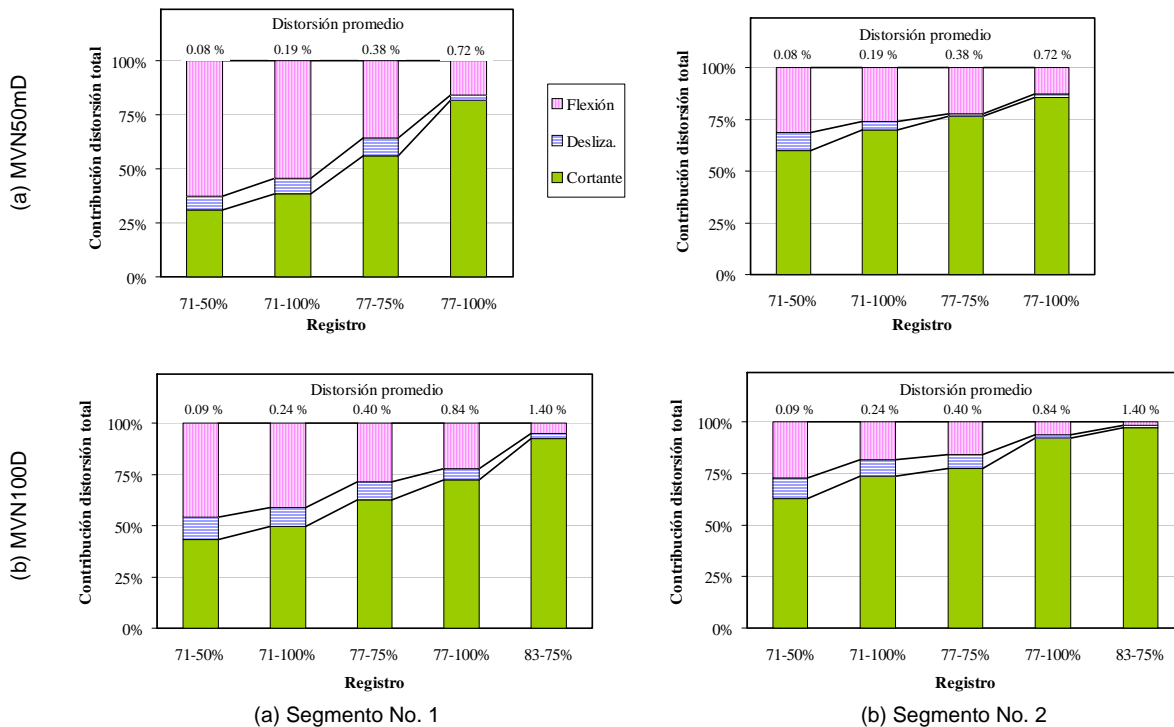 (a) MVN50mD
Contribución distorsión total
Distorsión promedio
0.08 % 0.19 % 0.38 % 0.72 %
100%
75%
50%
25%
0%
71-50% 71-100% 77-75% 77-100%
Registro
Flexión
Desliza.
Cortante
Contribución distorsión total
Distorsión promedio
0.08 % 0.19 % 0.38 % 0.72 %
100%
75%
50%
25%
0%
71-50% 71-100% 77-75% 77-100%
Registro
(b) MVN100D
Contribución distorsión total
Distorsión promedio
0.09 % 0.24 % 0.40 % 0.84 % 1.40 %
100%
75%
50%
25%
0%
71-50% 71-100% 77-75% 77-100% 83-75%
Registro
(a) Segmento No. 1
Contribución distorsión total
Distorsión promedio
0.09 % 0.24 % 0.40 % 0.84 % 1.40 %
100%
75%
50%
25%
0%
71-50% 71-100% 77-75% 77-100% 83-75%
Registro
(b) Segmento No. 2